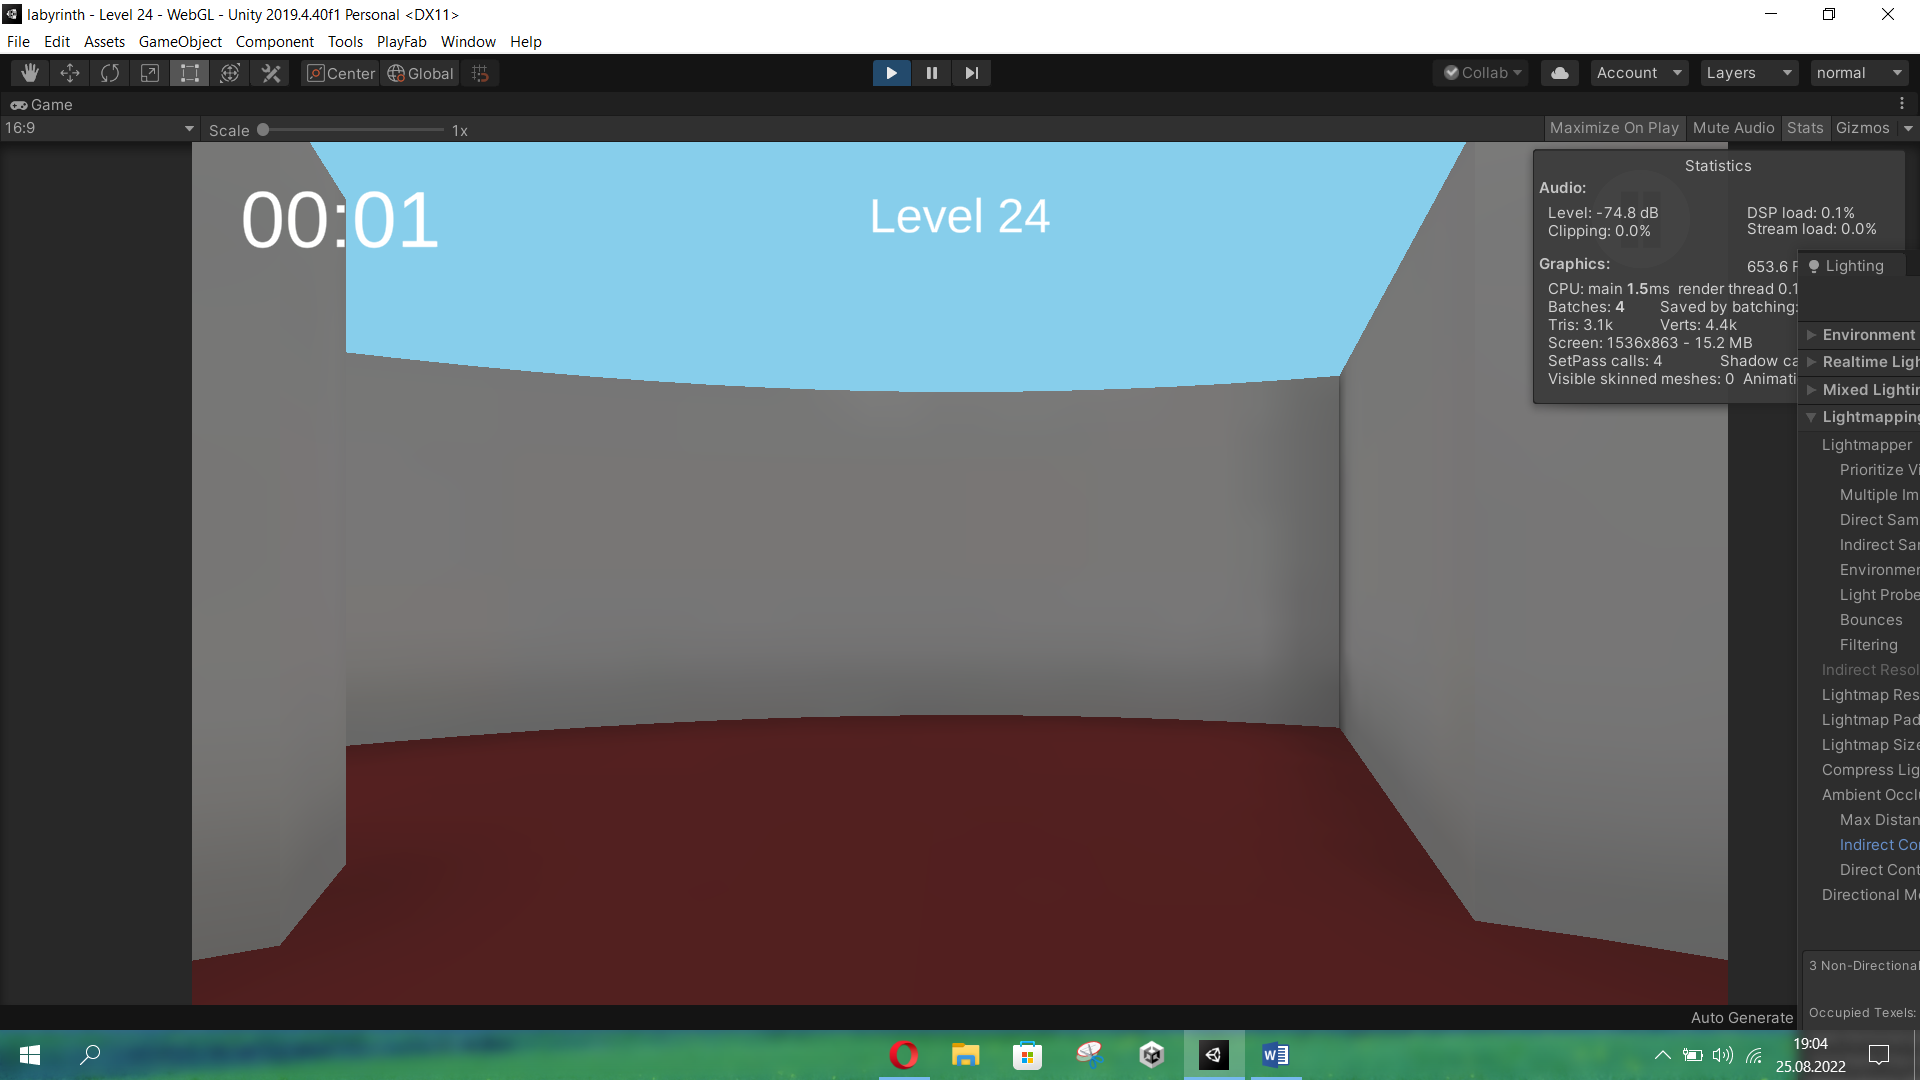 labyrinth - Level 24 - WebGL - Unity 2019.4.40f1 Personal <DX11>
File Edit Assets GameObject Component Tools PlayFab Window Help
Center Global Collab Account Layers normal
Game
16:9 Scale 1x Maximize On Play Mute Audio Stats Gizmos
00:01
Level 24
Statistics
Audio:
Level: -74.8 dB DSP load: 0.1%
Clipping: 0.0% Stream load: 0.0%
Graphics: 653.6 F
CPU: main 1.5ms render thread 0.1
Batches: 4 Saved by batching:
Tris: 3.1k Verts: 4.4k
Screen: 1536x863 - 15.2 MB
SetPass calls: 4 Shadow ca
Visible skinned meshes: 0 Animati
Lighting
Environment
Realtime Ligh
Mixed Lightin
Lightmapping
Lightmapper
Prioritize Vi
Multiple Im
Direct Sam
Indirect Sar
Environmer
Light Probe
Bounces
Filtering
Indirect Resol
Lightmap Res
Lightmap Pad
Lightmap Size
Compress Lig
Ambient Occlu
Max Distan
Indirect Cor
Direct Cont
Directional Mo
3 Non-Directional
Occupied Texels:
Auto Generate
19:04
25.08.2022